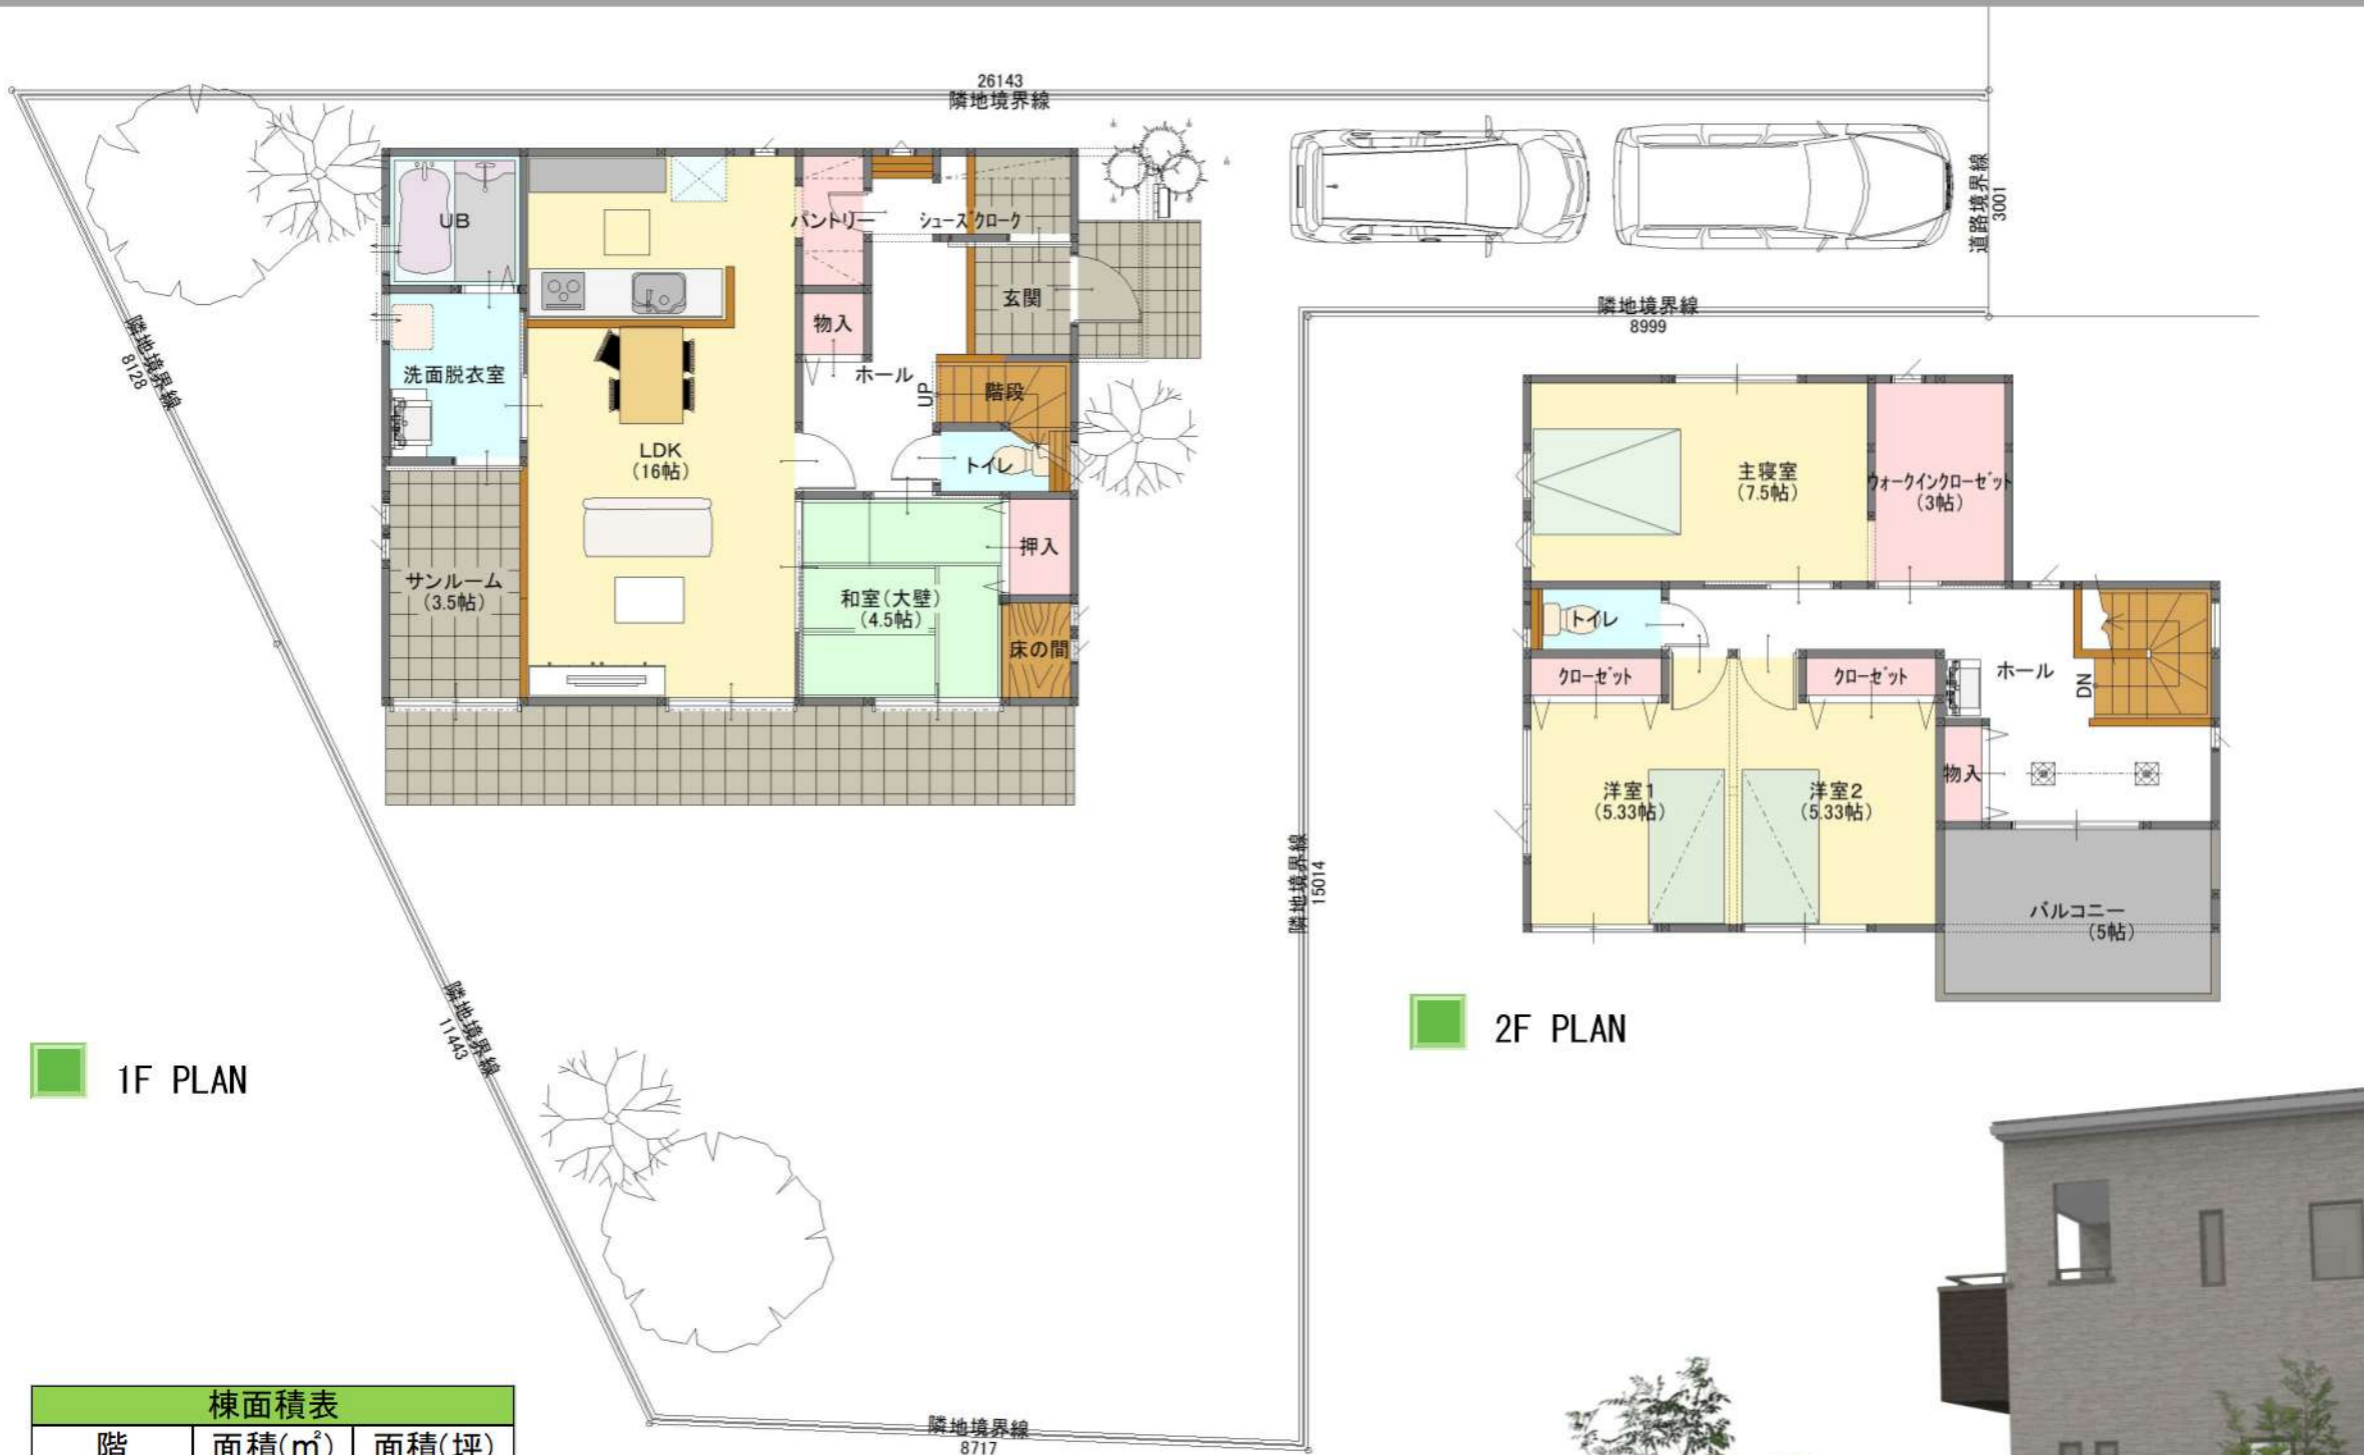 26143
隣地境界線
道路境界線
3001
UB
パントリー
シューズクローク
玄関
物入
隣地境界線
8999
隣地境界線
8128
洗面脱衣室
ホール
UP
階段
LDK
(16帖)
トイレ
主寝室
(7.5帖)
ウォークインクローゼット
(3帖)
押入
サンルーム
(3.5帖)
和室(大壁)
(4.5帖)
床の間
トイレ
クローゼット
クローゼット
ホール
DN
物入
洋室1
(5.33帖)
洋室2
(5.33帖)
隣地境界線
15014
バルコニー
(5帖)
隣地境界線
11443
1F PLAN
2F PLAN
棟面積表
階 面積(㎡) 面積(坪)
隣地境界線
8717